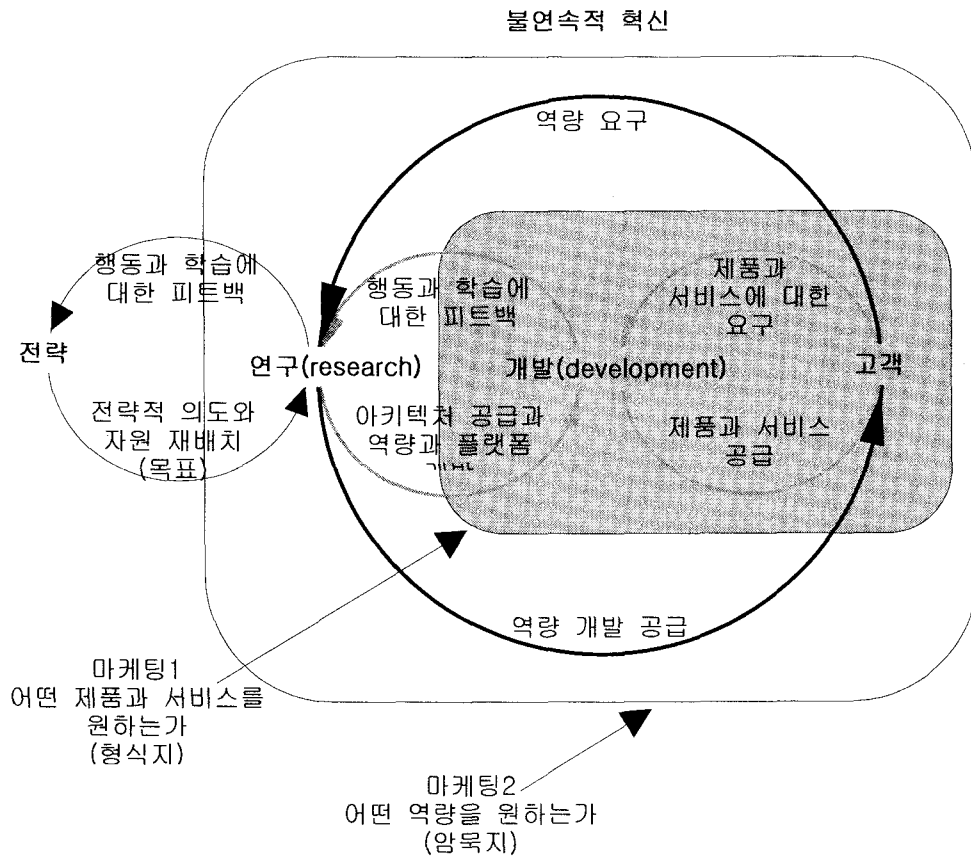 불연속적 혁신
역량 요구
행동과 학습에
대한 피트백
행동과 학습에
대한 피트백
제품과
서비스에 대한
요구
전략
연구(research)
개발(development)
고객
전략적 의도와
자원 재배치
(목표)
아키텍처 공급과
역량과 플랫폼
제품과 서비스
공급
역량 개발 공급
마케팅1
어떤 제품과 서비스를
원하는가
(형식지)
마케팅2
어떤 역량을 원하는가
(암묵지)